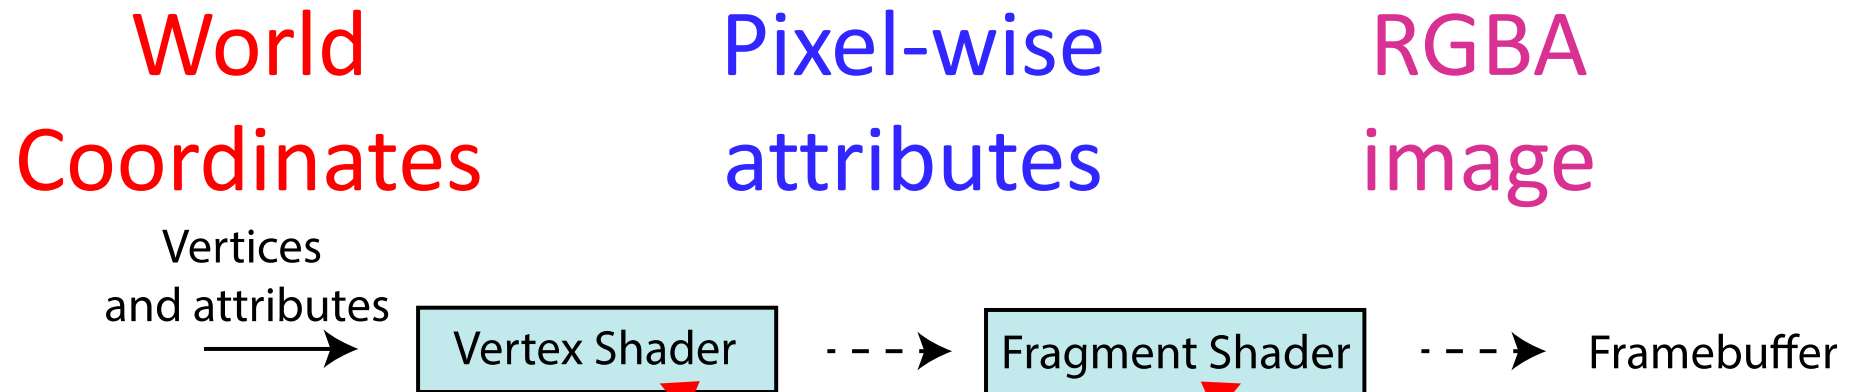 World
Coordinates
Pixel-wise
attributes
RGBA
image
Vertices
and attributes
Vertex Shader
Fragment Shader
Framebuffer